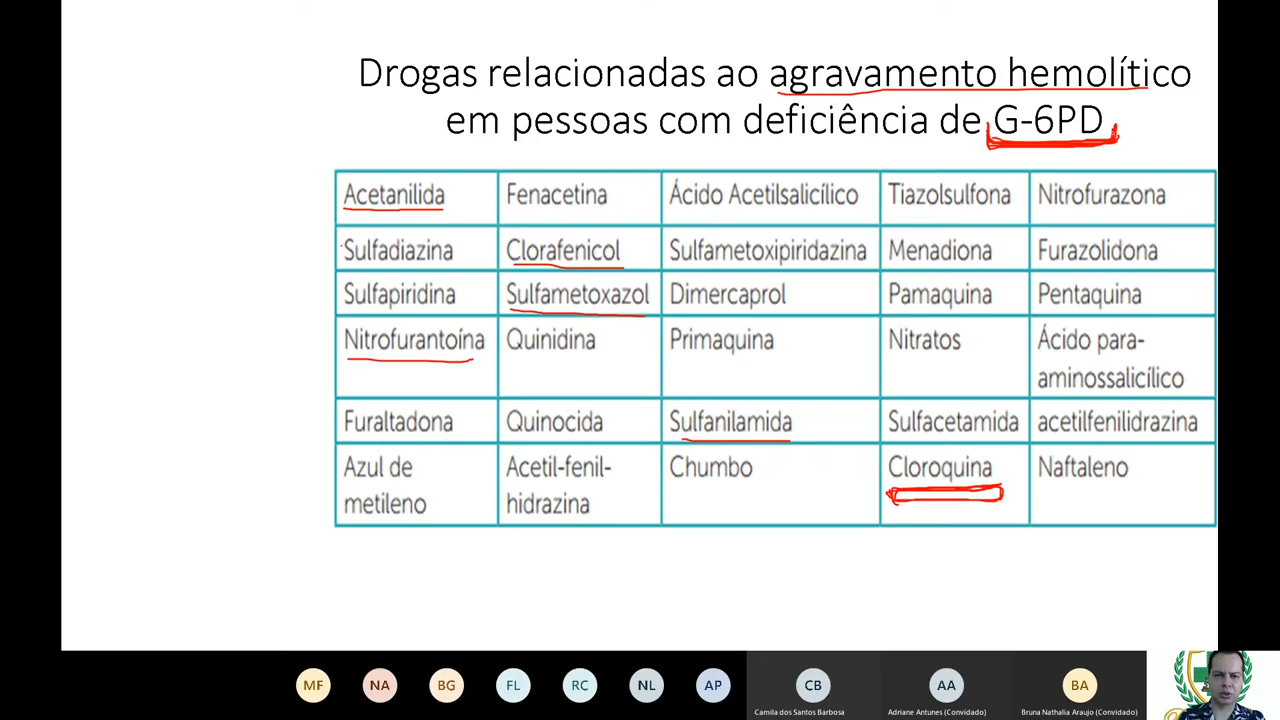 Drogas relacionadas ao agravamento hemolítico
em pessoas com deficiência de G-6PD
Acetanilida Fenacetina Ácido Acetilsalicílico Tiazolsulfona Nitrofurazona
Sulfadiazina Clorafenicol Sulfametoxipiridazina Menadiona Furazolidona
Sulfapiridina Sulfametoxazol Dimercaprol Pamaquina Pentaquina
Nitrofurantoína Quinidina Primaquina Nitratos Ácido para-
aminossalicílico
Furaltadona Quinocida Sulfanilamida Sulfacetamida acetilfenilidrazina
Azul de Acetil-fenil- Chumbo Cloroquina Naftaleno
metileno hidrazina
MF NA BG FL RC NL AP CB AA BA
Camila dos Santos Barbosa Adriane Antunes (Convidado) Bruna Nathalia Araujo (Convidado)